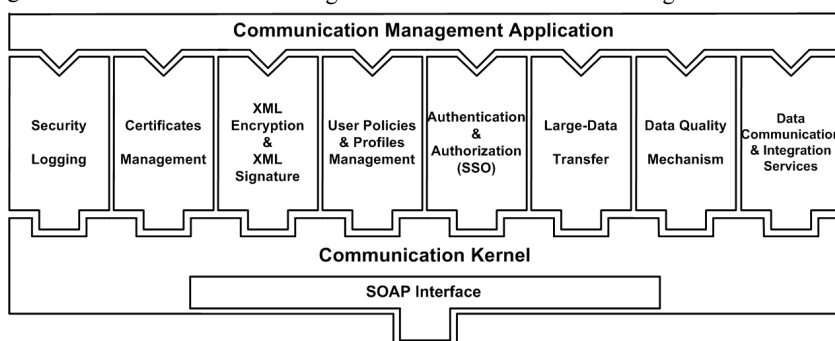 Communication Management Application
Security
Logging
Certificates
Management
XML
Encryption
&
XML
Signature
User Policies
& Profiles
Management
Authentication
&
Authorization
(SSO)
Large-Data
Transfer
Data Quality
Mechanism
Data
Communication
& Integration
Services
Communication Kernel
SOAP Interface